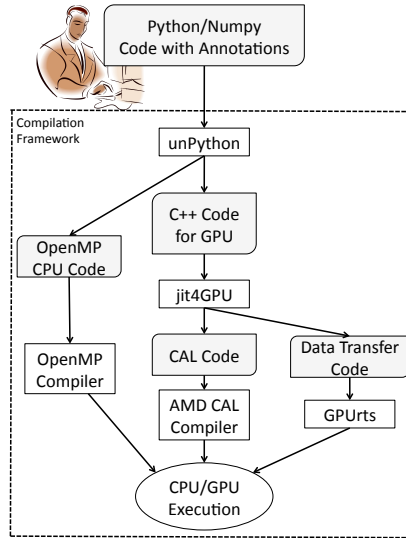 Python/Numpy
Code with Annotations
Compilation
Framework
unPython
C++ Code
for GPU
OpenMP
CPU Code
jit4GPU
OpenMP
Compiler
CAL Code
Data Transfer
Code
AMD CAL
Compiler
GPUrts
CPU/GPU
Execution